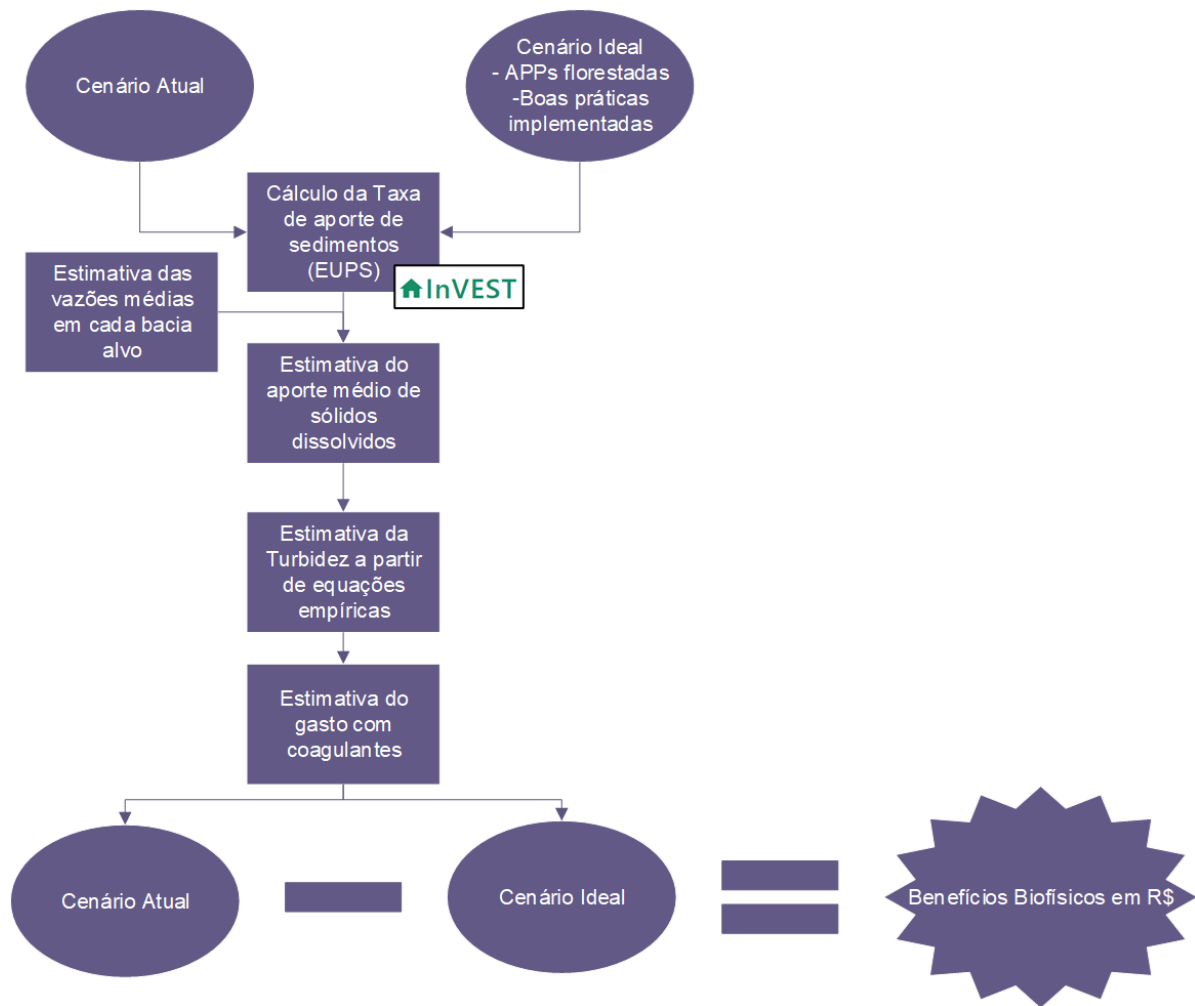 Cenário Atual
Cenário Ideal
- APPs florestadas
-Boas práticas
implementadas
Cálculo da Taxa
de aporte de
sedimentos
(EUPS)
InVEST
Estimativa das
vazões médias
em cada bacia
alvo
Estimativa do
aporte médio de
sólidos
dissolvidos
Estimativa da
Turbidez a partir
de equações
empíricas
Estimativa do
gasto com
coagulantes
Cenário Atual
Cenário Ideal
Benefícios Biofísicos em R$